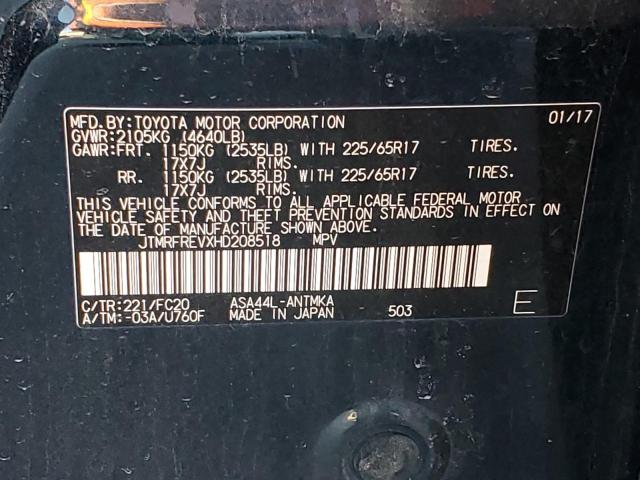 MFD.BY:TOYOTA MOTOR CORPORATION 01/17
GVWR:2105KG (4640LB)
GAWR:FRT. 1150KG (2535LB) WITH 225/65R17 TIRES.
17X7J RIMS.
RR. 1150KG (2535LB) WITH 225/65R17 TIRES.
17X7J RIMS.
THIS VEHICLE CONFORMS TO ALL APPLICABLE FEDERAL MOTOR
VEHICLE SAFETY AND THEFT PREVENTION STANDARDS IN EFFECT ON
THE DATE OF MANUFACTURE SHOWN ABOVE.
JTMRFREVXHD208518 MPV
C/TR:221/FC20 ASA44L-ANTMKA
A/TM:-03A/U760F MADE IN JAPAN 503 E